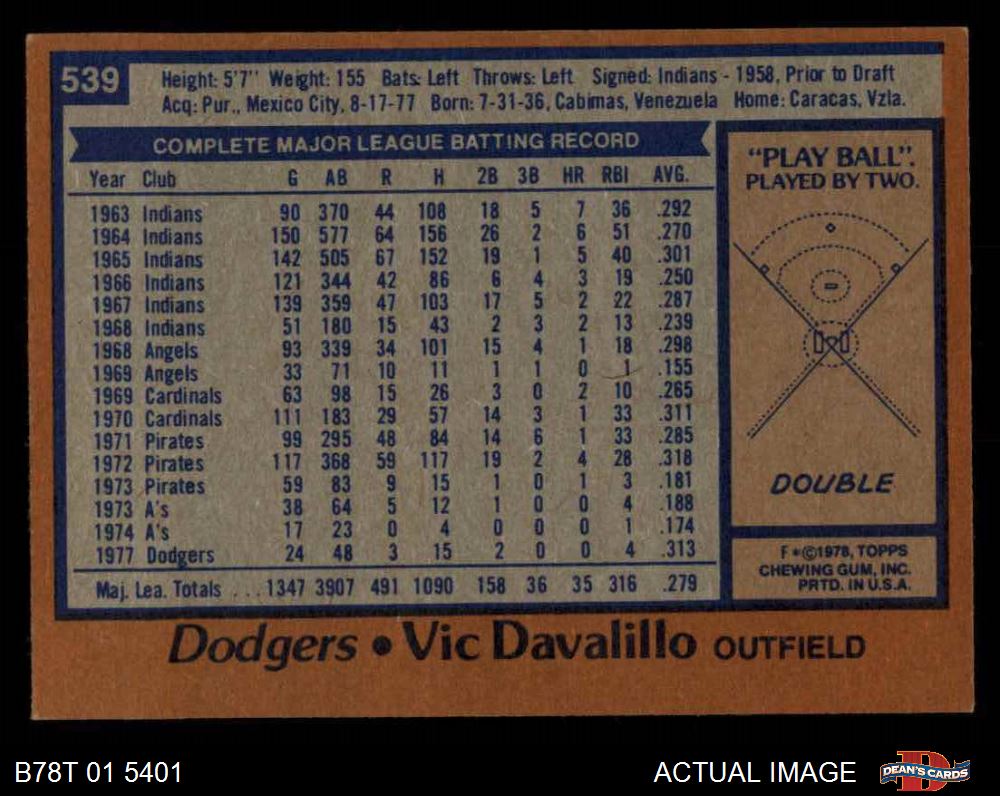 539
Height: 5'7" Weight: 155 Bats: Left Throws: Left Signed: Indians - 1958, Prior to Draft
Acq: Pur., Mexico City, 8-17-77 Born: 7-31-36, Cabimas, Venezuela Home: Caracas, Vzla.
COMPLETE MAJOR LEAGUE BATTING RECORD
Year Club G AB R H 2B 3B HR RBI AVG.
1963 Indians 90 370 44 108 18 5 7 36 .292
1964 Indians 150 577 64 156 26 2 6 51 .270
1965 Indians 142 505 67 152 19 1 5 40 .301
1966 Indians 121 344 42 86 6 4 3 19 .250
1967 Indians 139 359 47 103 17 5 2 22 .287
1968 Indians 51 180 15 43 2 3 2 13 .239
1968 Angels 93 339 34 101 15 4 1 18 .298
1969 Angels 33 71 10 11 1 1 0 1 .155
1969 Cardinals 63 98 15 26 3 0 2 10 .265
1970 Cardinals 111 183 29 57 14 3 1 33 .311
1971 Pirates 99 295 48 84 14 6 1 33 .285
1972 Pirates 117 368 59 117 19 2 4 28 .318
1973 Pirates 59 83 9 15 1 0 1 3 .181
1973 A's 38 64 5 12 1 0 0 4 .188
1974 A's 17 23 0 4 0 0 0 1 .174
1977 Dodgers 24 48 3 15 2 0 0 4 .313
Maj. Lea. Totals ... 1347 3907 491 1090 158 36 35 316 .279
"PLAY BALL".
PLAYED BY TWO.
DOUBLE
F*©1978, TOPPS
CHEWING GUM, INC.
PRTD. IN U.S.A.
Dodgers • Vic Davalillo OUTFIELD
B78T 01 5401
ACTUAL IMAGE
DEAN'S CARDS